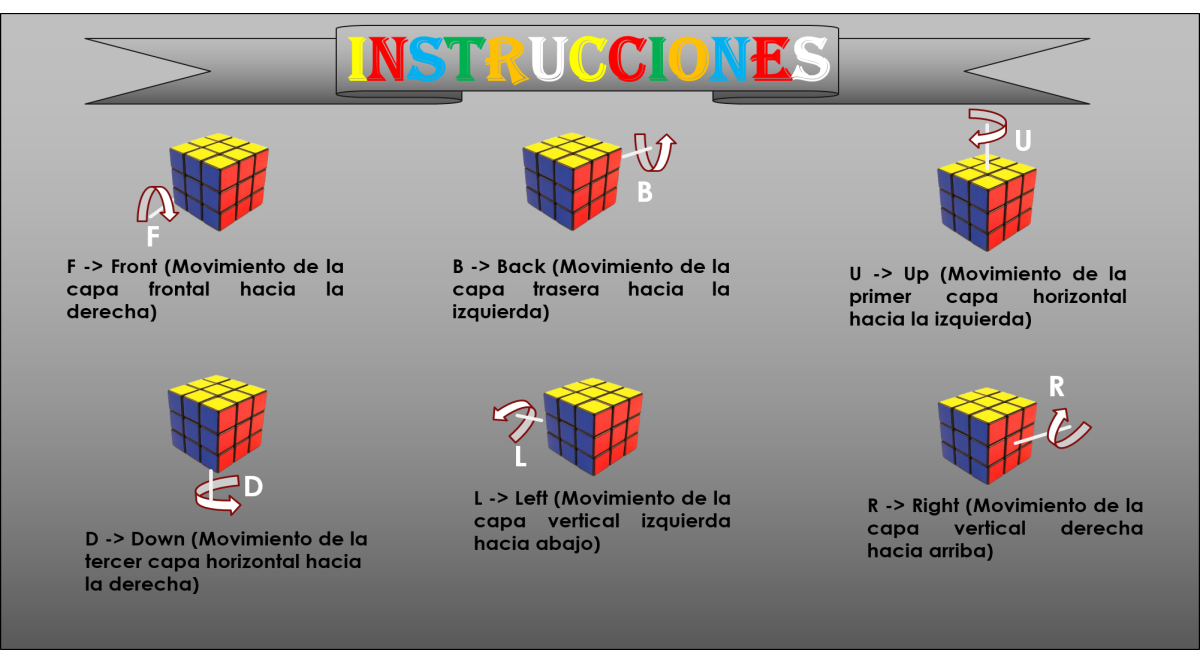 INSTRUCCIONES
F
F -> Front (Movimiento de la
capa frontal hacia la
derecha)
B
B -> Back (Movimiento de la
capa trasera hacia la
izquierda)
U
U -> Up (Movimiento de la
primer capa horizontal
hacia la izquierda)
D
D -> Down (Movimiento de la
tercer capa horizontal hacia
la derecha)
L
L -> Left (Movimiento de la
capa vertical izquierda
hacia abajo)
R
R -> Right (Movimiento de la
capa vertical derecha
hacia arriba)